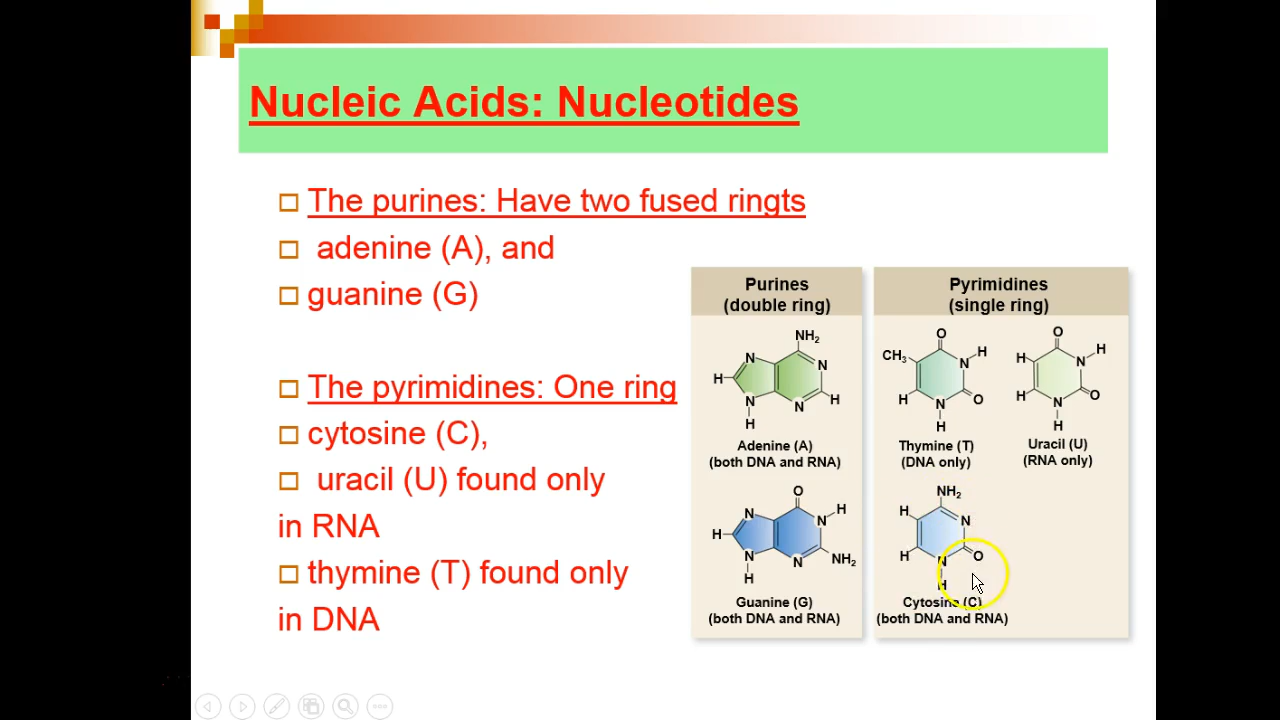 Nucleic Acids: Nucleotides
The purines: Have two fused ringts
adenine (A), and
guanine (G)
The pyrimidines: One ring
cytosine (C),
uracil (U) found only
in RNA
thymine (T) found only
in DNA
Purines
(double ring)
NH₂
N
N
H
N
N
H
H
Adenine (A)
(both DNA and RNA)
O
H
N
N
H
N
N
NH₂
H
Guanine (G)
(both DNA and RNA)
Pyrimidines
(single ring)
O
CH₃
H
N
H
O
N
H
Thymine (T)
(DNA only)
O
H
H
N
H
O
N
H
Uracil (U)
(RNA only)
NH₂
H
N
H
O
N
H
Cytosine (C)
(both DNA and RNA)